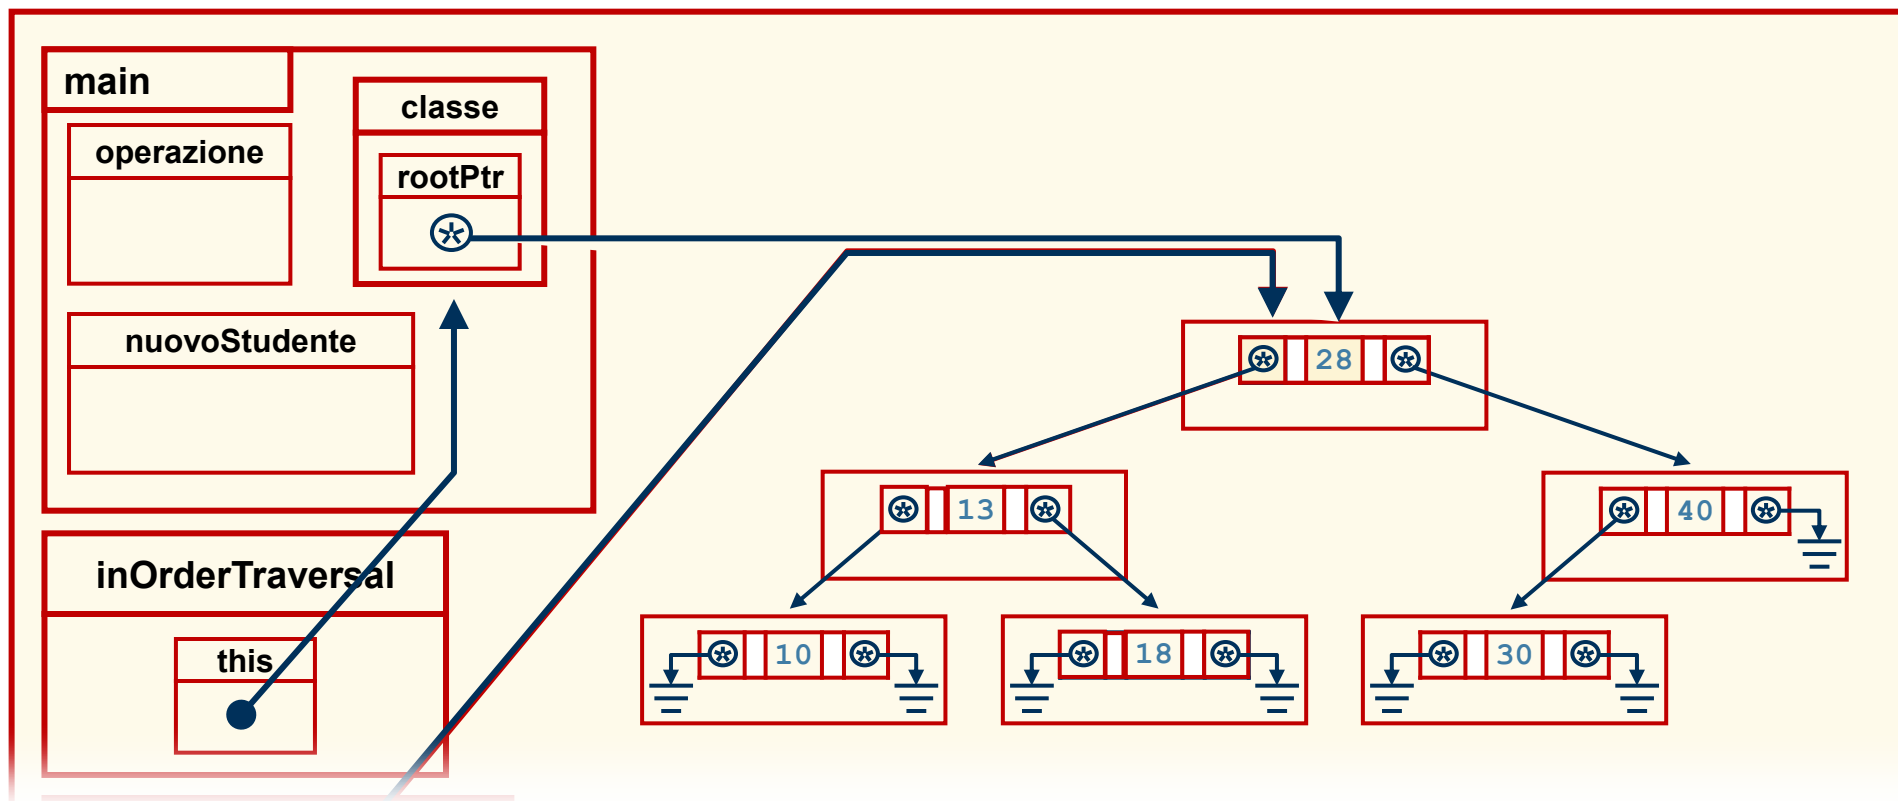 main
classe
operazione
rootPtr
nuovoStudente
28
13
40
inOrderTraversal
this
10
18
30